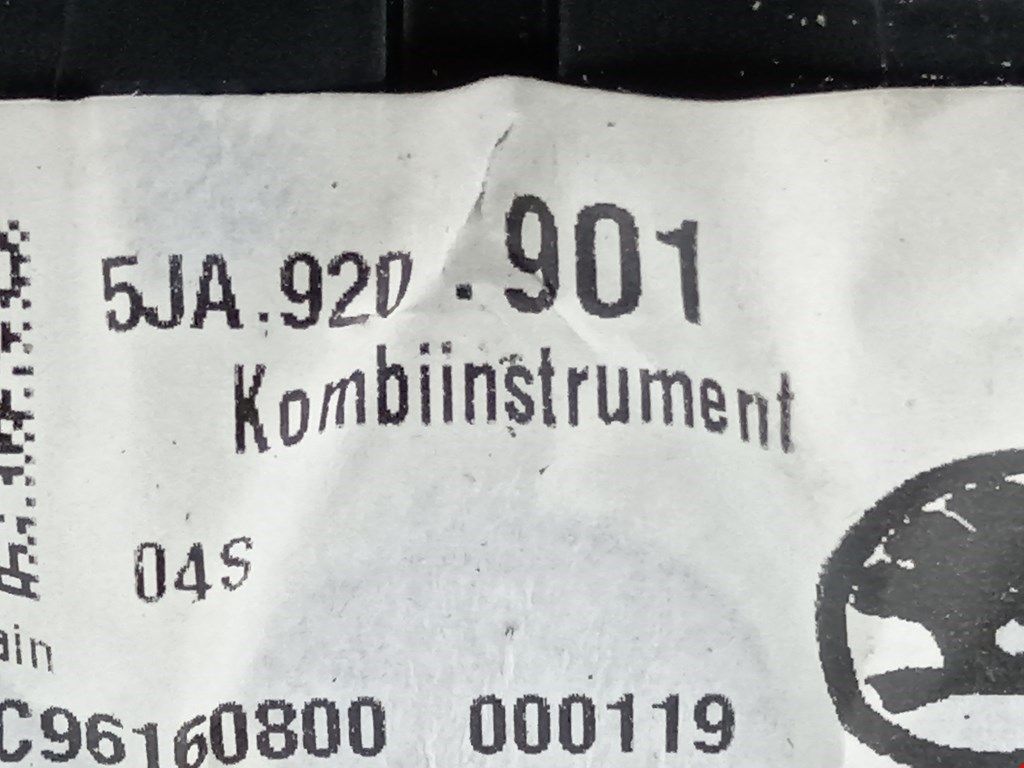 5JA.920.901
Kombiinstrument
04S
ain
C96160800 000119